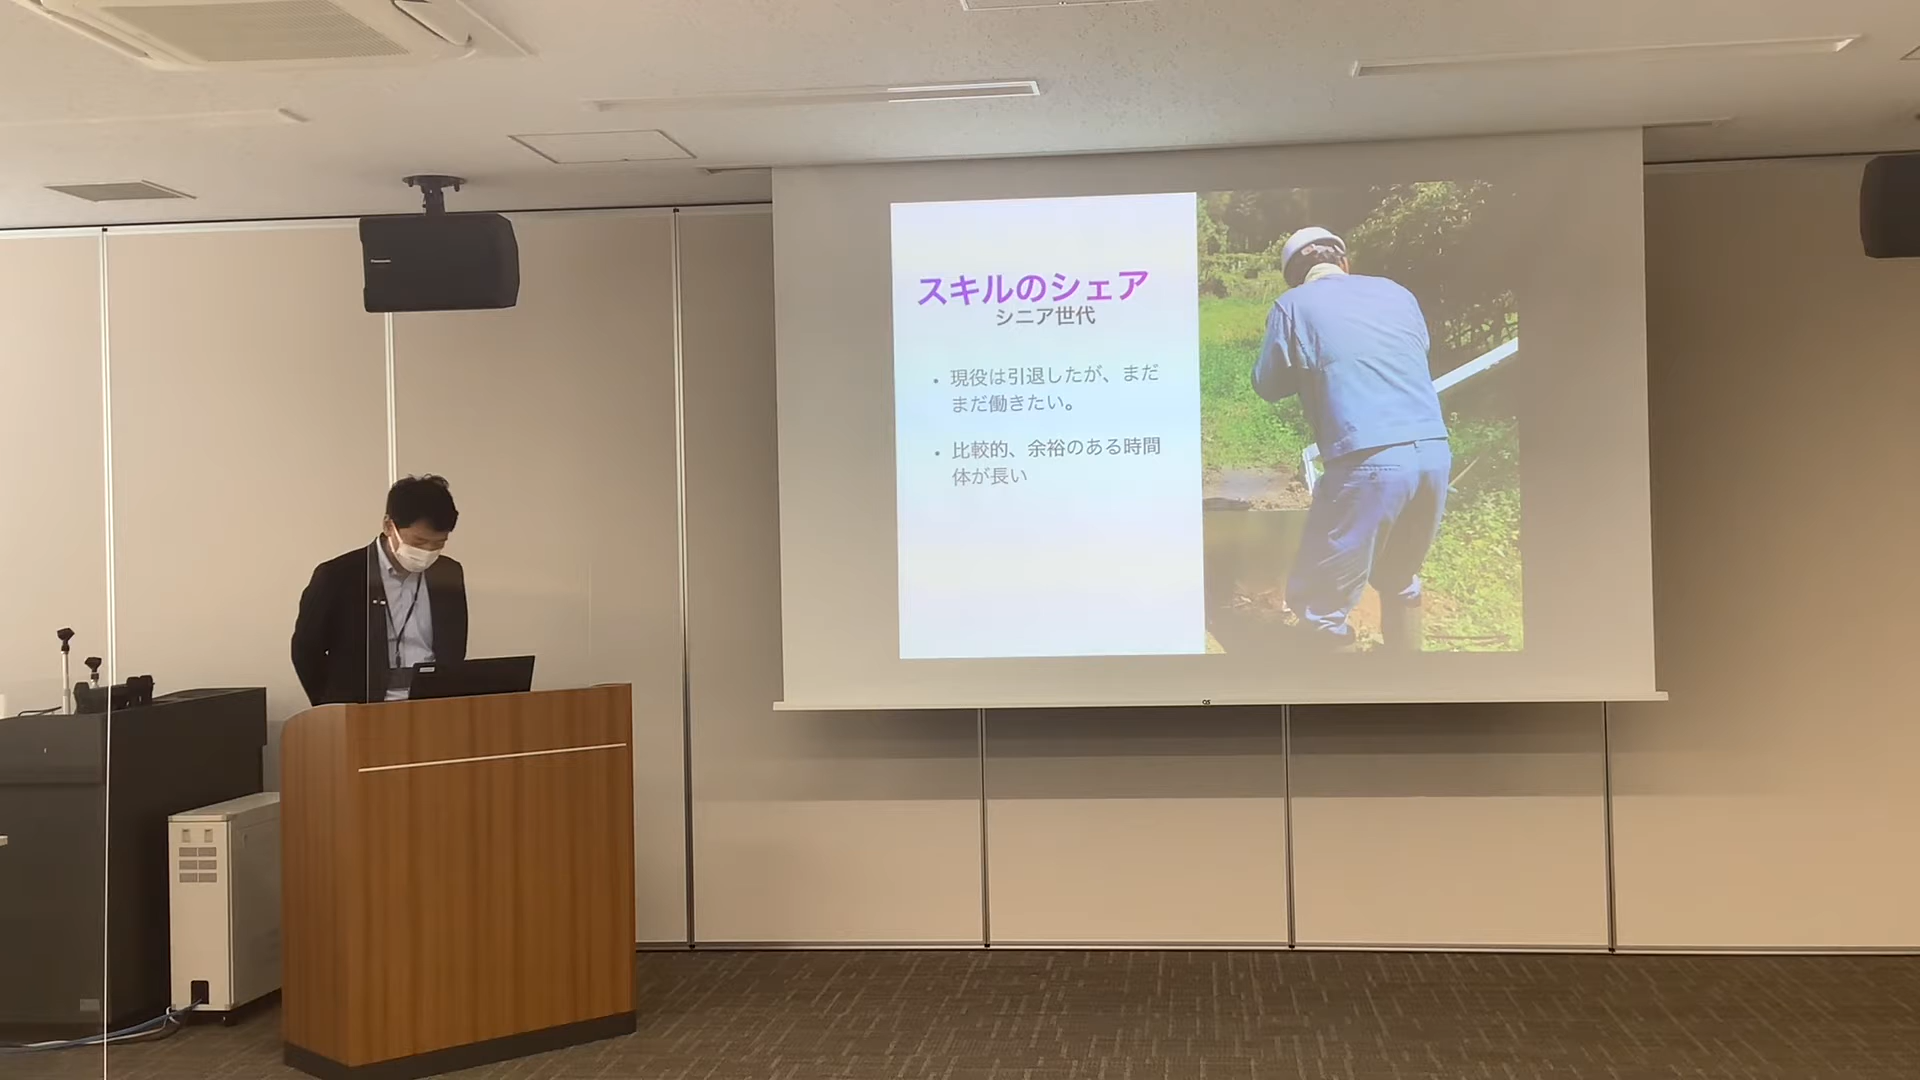 スキルのシェア
シニア世代
• 現役は引退したが、まだ
まだ働きたい。
• 比較的、余裕のある時間
体が長い
Panasonic
OS